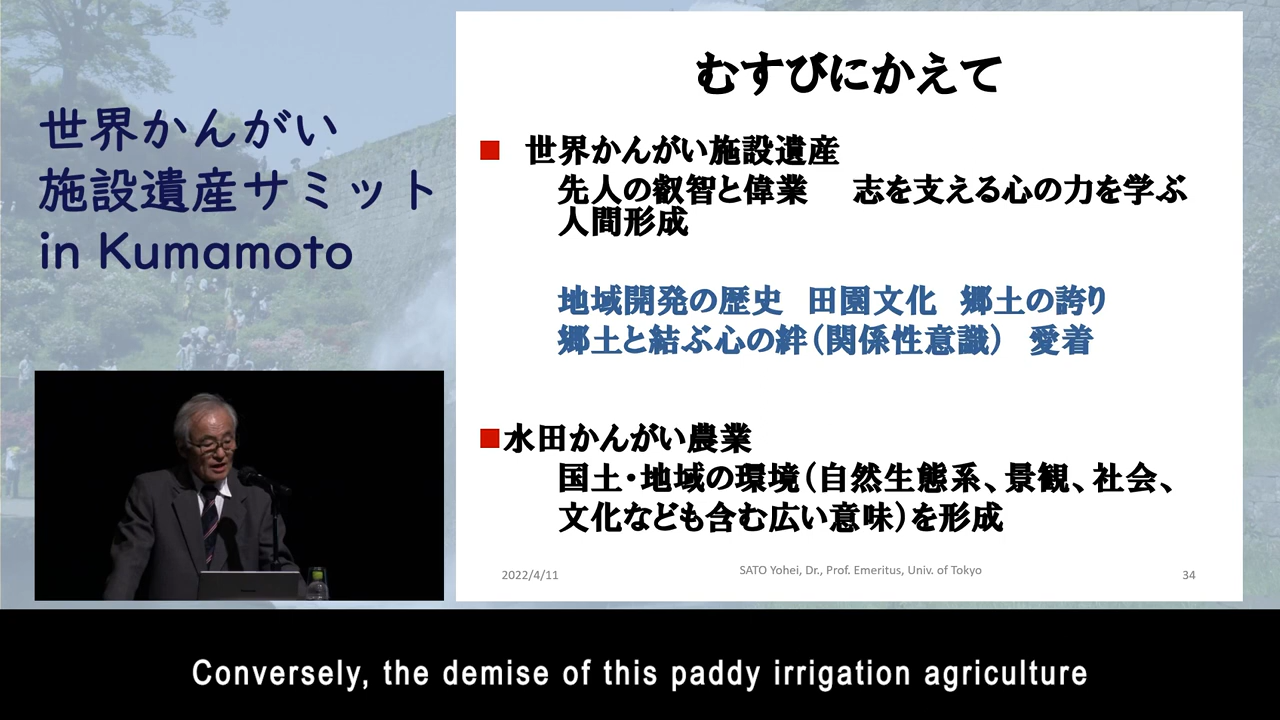 世界かんがい
施設遺産サミット
in Kumamoto
むすびにかえて
世界かんがい施設遺産
先人の叡智と偉業　志を支える心の力を学ぶ
人間形成
地域開発の歴史　田園文化　郷土の誇り
郷土と結ぶ心の絆（関係性意識）　愛着
水田かんがい農業
国土・地域の環境（自然生態系、景観、社会、
文化なども含む広い意味）を形成
2022/4/11
SATO Yohei, Dr., Prof. Emeritus, Univ. of Tokyo
34
Conversely, the demise of this paddy irrigation agriculture